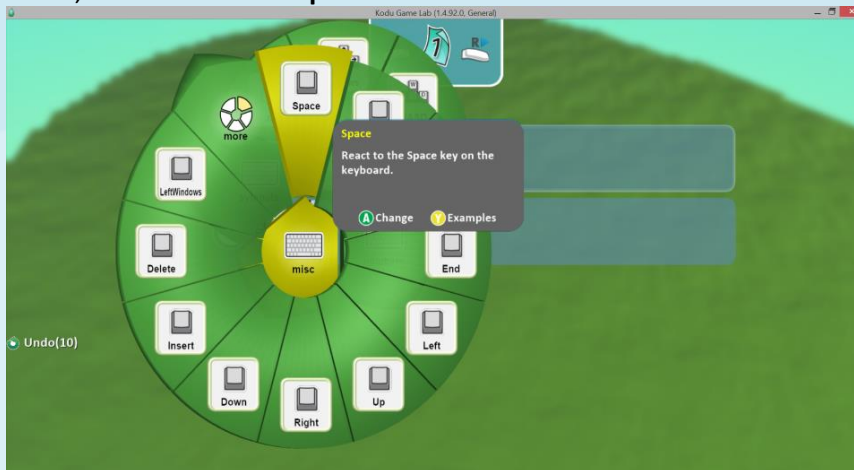 Kodu Game Lab (1.4.92.0, General)
1
R
Space
more
Space
React to the Space key on the
keyboard.
A Change Y Examples
LeftWindows
Delete
misc
End
Insert
Left
Undo(10)
Down
Up
Right